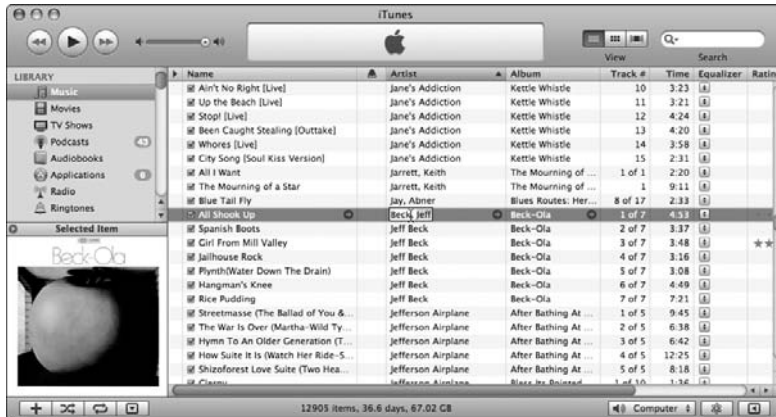 iTunes
View
Search
LIBRARY
Music
Movies
TV Shows
Podcasts
Audiobooks
Applications
Radio
Ringtones
Selected Item
Beck-Ola
Name Artist Album Track # Time Equalizer Ratin
Ain't No Right [Live] Jane's Addiction Kettle Whistle 10 3:23
Up the Beach [Live] Jane's Addiction Kettle Whistle 11 3:21
Stop! [Live] Jane's Addiction Kettle Whistle 12 4:24
Been Caught Stealing [Outtake] Jane's Addiction Kettle Whistle 13 4:20
Whores [Live] Jane's Addiction Kettle Whistle 14 3:58
City Song [Soul Kiss Version] Jane's Addiction Kettle Whistle 15 2:31
All I Want Jarrett, Keith The Mourning of ... 1 of 1 2:20
The Mourning of a Star Jarrett, Keith The Mourning of ... 1 9:11
Blue Tail Fly Jay, Abner Blues Routes: Her... 8 of 17 2:33
All Shook Up Beck, Jeff Beck-Ola 1 of 7 4:53
Spanish Boots Jeff Beck Beck-Ola 2 of 7 3:37
Girl From Mill Valley Jeff Beck Beck-Ola 3 of 7 3:48
Jailhouse Rock Jeff Beck Beck-Ola 4 of 7 3:16
Plynth(Water Down The Drain) Jeff Beck Beck-Ola 5 of 7 3:08
Hangman's Knee Jeff Beck Beck-Ola 6 of 7 4:49
Rice Pudding Jeff Beck Beck-Ola 7 of 7 7:21
Streetmasse (The Ballad of You &... Jefferson Airplane After Bathing At ... 1 of 5 9:45
The War Is Over (Martha-Wild Ty... Jefferson Airplane After Bathing At ... 2 of 5 6:38
Hymn To An Older Generation (T... Jefferson Airplane After Bathing At ... 3 of 5 6:42
How Suite It Is (Watch Her Ride-S... Jefferson Airplane After Bathing At ... 4 of 5 12:25
Shizoforest Love Suite (Two Hea... Jefferson Airplane After Bathing At ... 5 of 5 8:18
Jefferson Airplane Bless Its Pointed 1 of 10 1:36
12905 items, 36.6 days, 67.02 GB
Computer